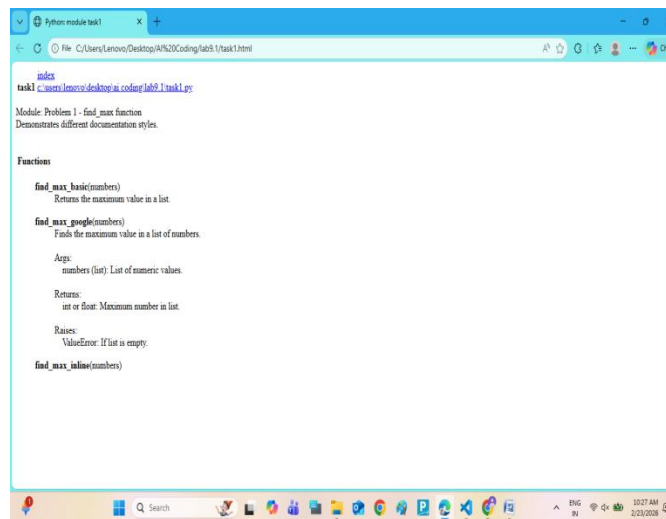 Python: module task1
File C:/Users/Lenovo/Desktop/AI%20Coding/lab9.1/task1.html
index
task1 c:\users\lenovo\desktop\ai coding\lab9.1\task1.py
Module: Problem 1 - find_max function
Demonstrates different documentation styles.
Functions
find_max_basic(numbers)
Returns the maximum value in a list.
find_max_google(numbers)
Finds the maximum value in a list of numbers.
Args:
numbers (list): List of numeric values.
Returns:
int or float: Maximum number in list.
Raises:
ValueError: If list is empty.
find_max_inline(numbers)
Search
ENG
IN
10:27 AM
2/23/2026